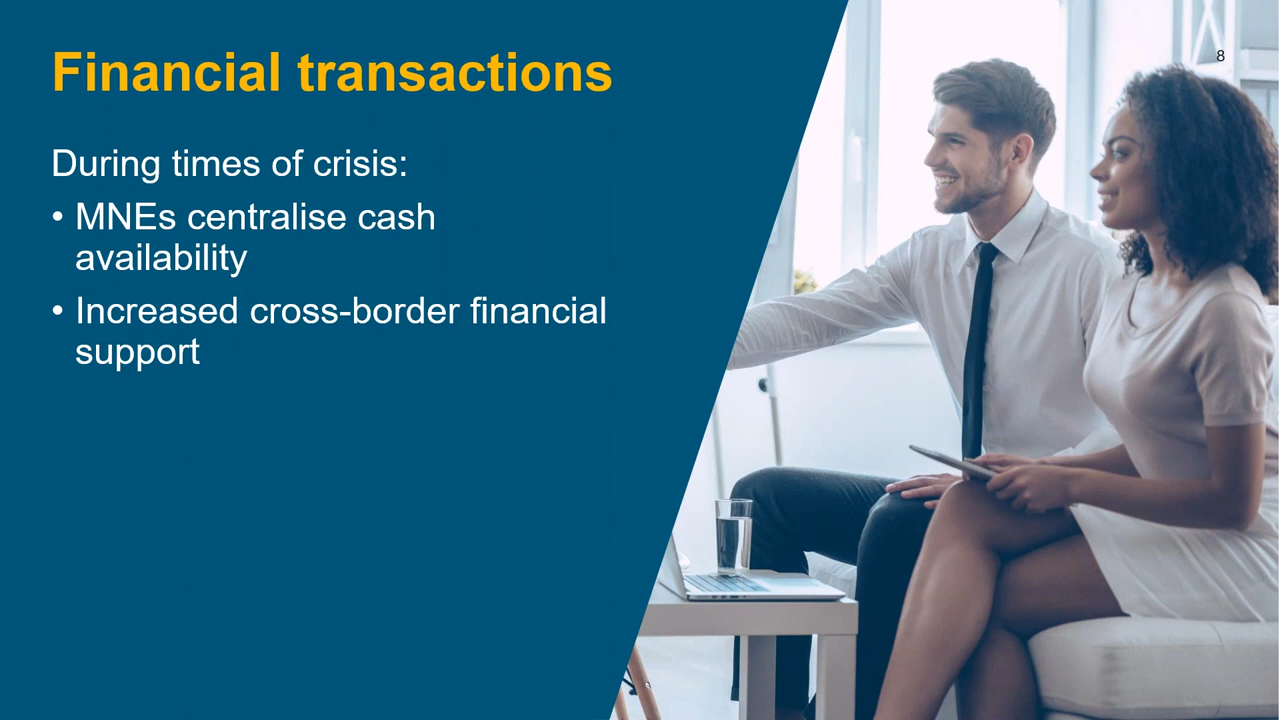 Financial transactions
8
During times of crisis:
• MNEs centralise cash
availability
• Increased cross-border financial
support